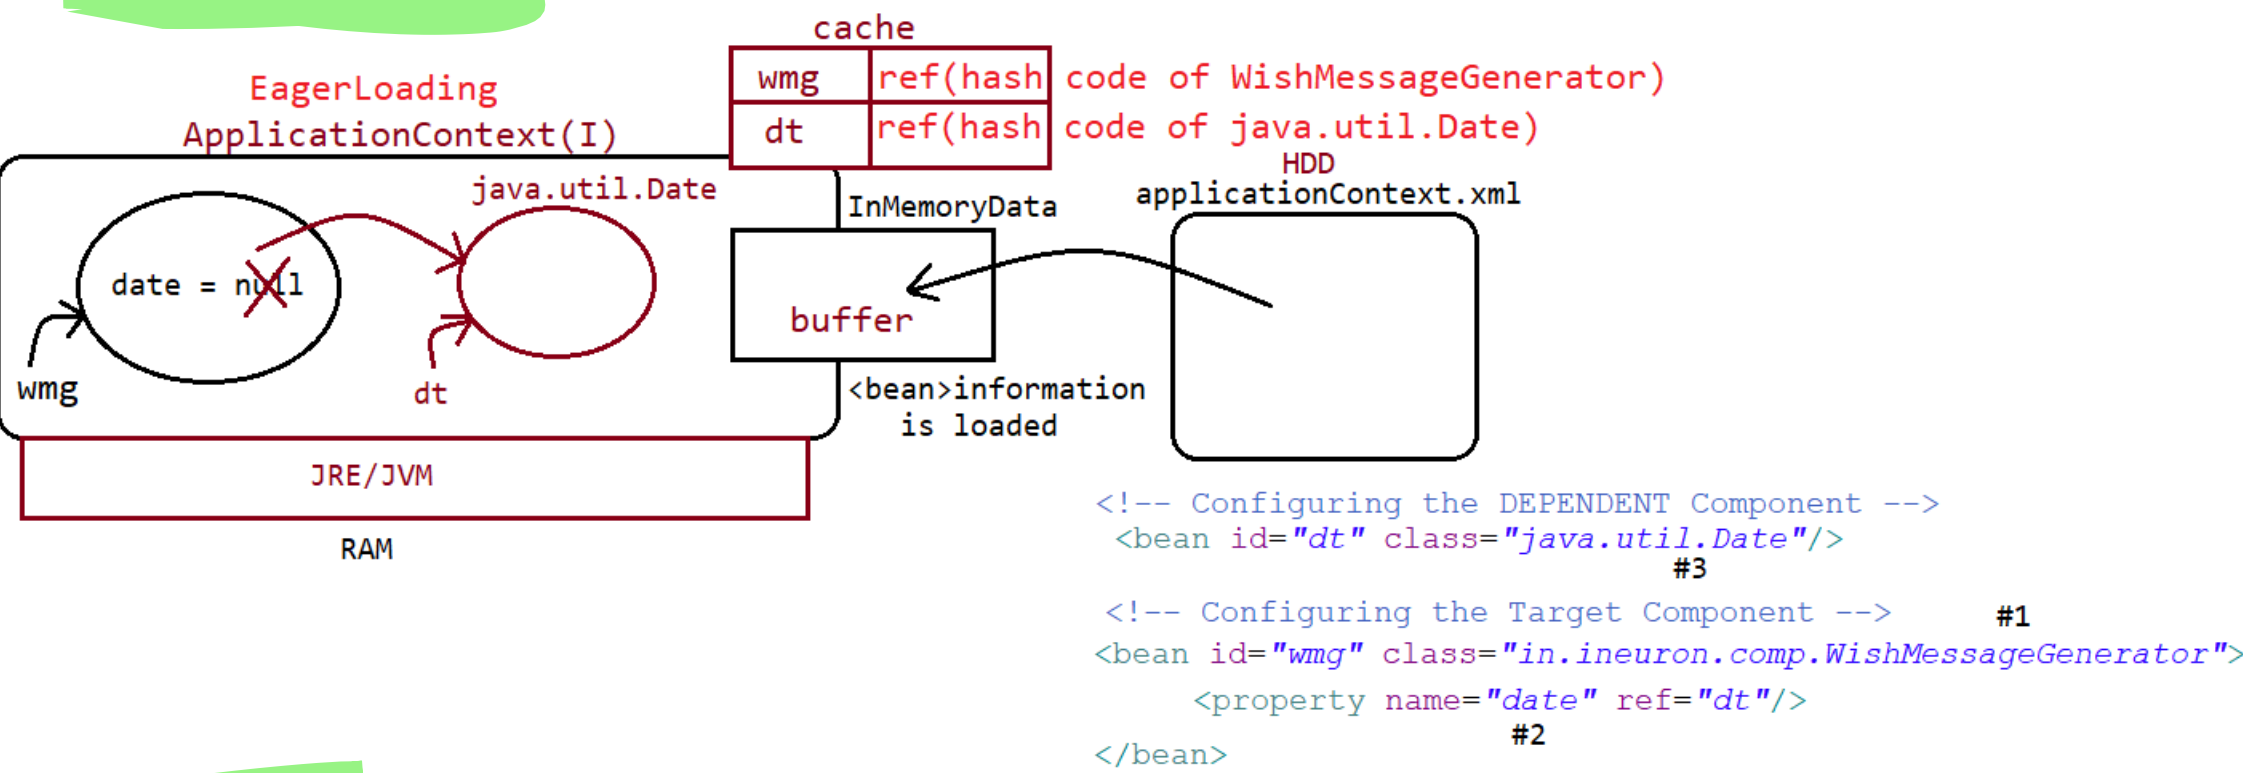 cache
wmg ref(hash code of WishMessageGenerator)
dt ref(hash code of java.util.Date)
EagerLoading
ApplicationContext(I)
HDD
applicationContext.xml
java.util.Date
InMemoryData
date = null
buffer
wmg
dt
<bean>information
is loaded
JRE/JVM
RAM
<!-- Configuring the DEPENDENT Component -->
<bean id="dt" class="java.util.Date"/>
#3
<!-- Configuring the Target Component -->
#1
<bean id="wmg" class="in.ineuron.comp.WishMessageGenerator">
<property name="date" ref="dt"/>
#2
</bean>